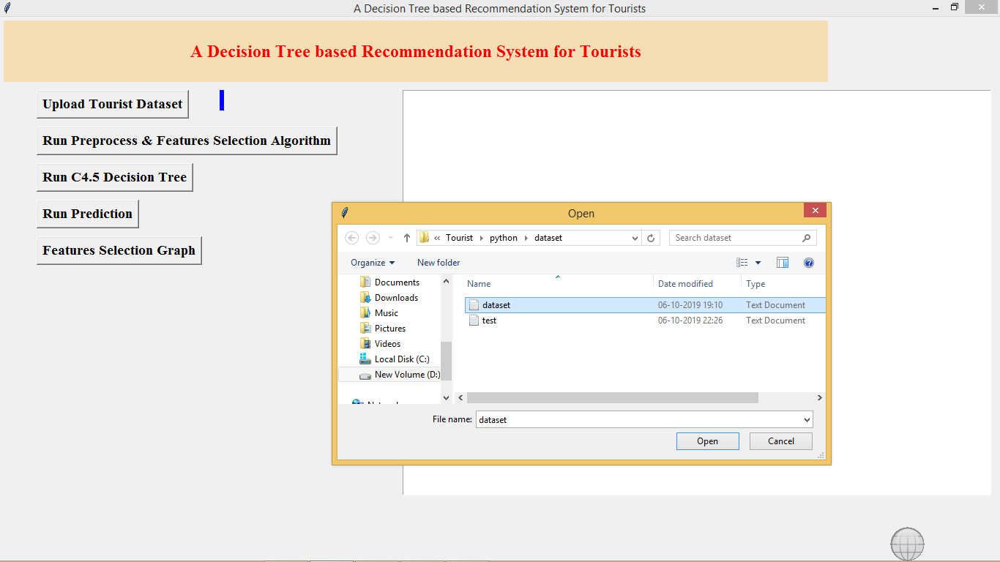 A Decision Tree based Recommendation System for Tourists
A Decision Tree based Recommendation System for Tourists
Upload Tourist Dataset
Run Preprocess & Features Selection Algorithm
Run C4.5 Decision Tree
Run Prediction
Features Selection Graph
Open
« Tourist python dataset
Search dataset
Organize New folder
Documents
Downloads
Music
Pictures
Videos
Local Disk (C:)
New Volume (D:)
Name Date modified Type
dataset 06-10-2019 19:10 Text Document
test 06-10-2019 22:26 Text Document
File name: dataset
Open Cancel